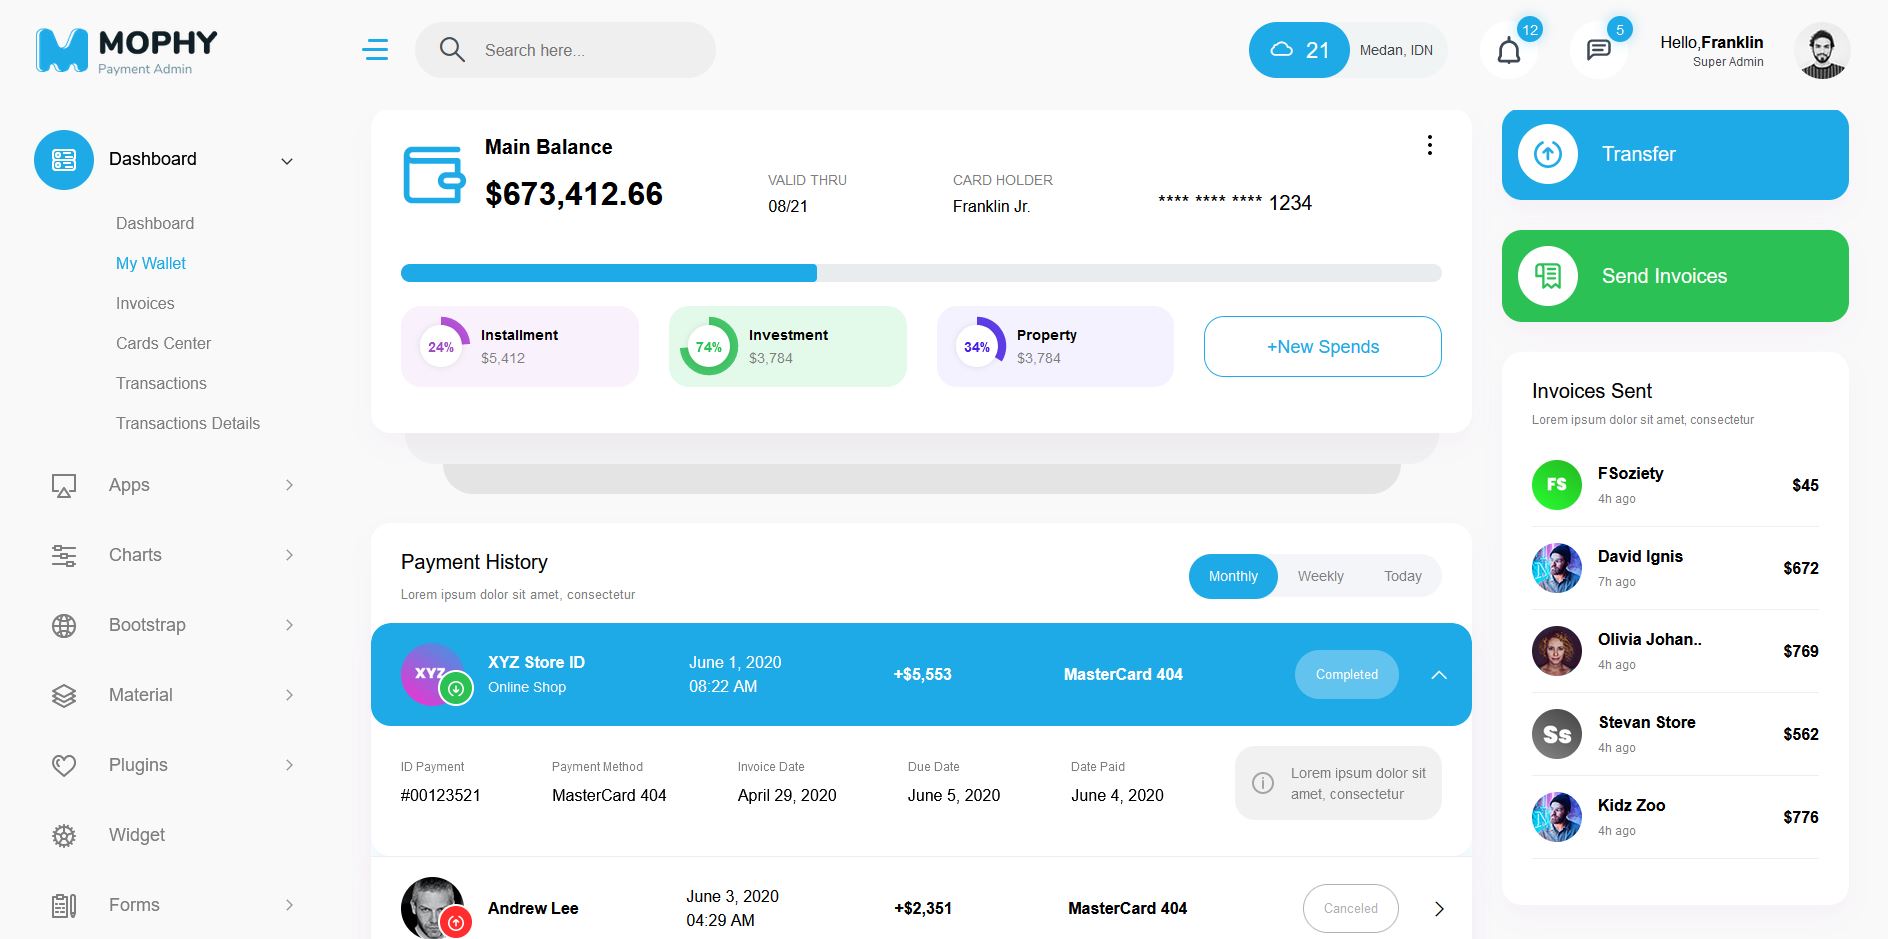 MOPHY
Payment Admin
Search here...
21
Medan, IDN
12
5
Hello,Franklin
Super Admin
Dashboard
Dashboard
My Wallet
Invoices
Cards Center
Transactions
Transactions Details
Apps
Charts
Bootstrap
Material
Plugins
Widget
Forms
Main Balance
$673,412.66
VALID THRU
08/21
CARD HOLDER
Franklin Jr.
**** **** **** 1234
24%
Installment
$5,412
74%
Investment
$3,784
34%
Property
$3,784
+New Spends
Payment History
Lorem ipsum dolor sit amet, consectetur
Monthly
Weekly
Today
XYZ
XYZ Store ID
Online Shop
June 1, 2020
08:22 AM
+$5,553
MasterCard 404
Completed
ID Payment
#00123521
Payment Method
MasterCard 404
Invoice Date
April 29, 2020
Due Date
June 5, 2020
Date Paid
June 4, 2020
Lorem ipsum dolor sit
amet, consectetur
Andrew Lee
June 3, 2020
04:29 AM
+$2,351
MasterCard 404
Canceled
Transfer
Send Invoices
Invoices Sent
Lorem ipsum dolor sit amet, consectetur
FS
FSoziety
4h ago
$45
David Ignis
7h ago
$672
Olivia Johan..
4h ago
$769
Ss
Stevan Store
4h ago
$562
Kidz Zoo
4h ago
$776